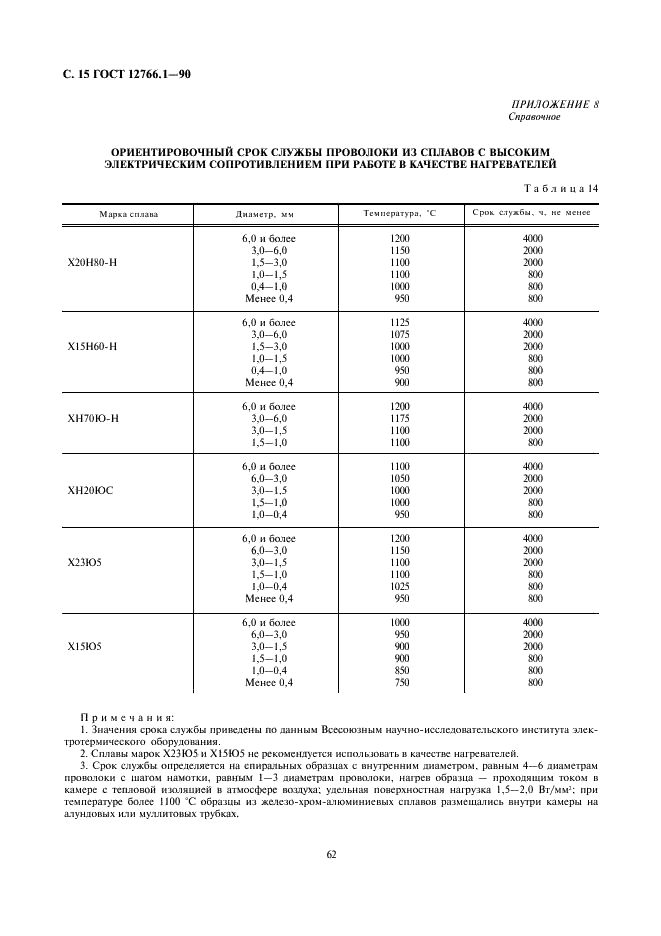 С. 15 ГОСТ 12766.1—90
ПРИЛОЖЕНИЕ 8
Справочное
ОРИЕНТИРОВОЧНЫЙ СРОК СЛУЖБЫ ПРОВОЛОКИ ИЗ СПЛАВОВ С ВЫСОКИМ
ЭЛЕКТРИЧЕСКИМ СОПРОТИВЛЕНИЕМ ПРИ РАБОТЕ В КАЧЕСТВЕ НАГРЕВАТЕЛЕЙ
Таблица 14
Марка сплава Диаметр, мм Температура, °С Срок службы, ч, не менее
6,0 и более 1200 4000
3,0—6,0 1150 2000
Х20Н80-Н 1,5—3,0 1100 2000
1,0—1,5 1100 800
0,4—1,0 1000 800
Менее 0,4 950 800
6,0 и более 1125 4000
3,0—6,0 1075 2000
Х15Н60-Н 1,5—3,0 1000 2000
1,0—1,5 1000 800
0,4—1,0 950 800
Менее 0,4 900 800
6,0 и более 1200 4000
ХН70Ю-Н 3,0—6,0 1175 2000
3,0—1,5 1100 2000
1,5—1,0 1100 800
6,0 и более 1100 4000
6,0—3,0 1050 2000
ХН20ЮС 3,0—1,5 1000 2000
1,5—1,0 1000 800
1,0—0,4 950 800
6,0 и более 1200 4000
6,0—3,0 1150 2000
Х23Ю5 3,0—1,5 1100 2000
1,5—1,0 1100 800
1,0—0,4 1025 800
Менее 0,4 950 800
6,0 и более 1000 4000
6,0—3,0 950 2000
Х15Ю5 3,0—1,5 900 2000
1,5—1,0 900 800
1,0—0,4 850 800
Менее 0,4 750 800
Примечания:
1. Значения срока службы приведены по данным Всесоюзным научно-исследовательского института элек-
тротермического оборудования.
2. Сплавы марок Х23Ю5 и Х15Ю5 не рекомендуется использовать в качестве нагревателей.
3. Срок службы определяется на спиральных образцах с внутренним диаметром, равным 4—6 диаметрам
проволоки с шагом намотки, равным 1—3 диаметрам проволоки, нагрев образца — проходящим током в
камере с тепловой изоляцией в атмосфере воздуха; удельная поверхностная нагрузка 1,5—2,0 Вт/мм²; при
температуре более 1100 °С образцы из железо-хром-алюминиевых сплавов размещались внутри камеры на
алундовых или муллитовых трубках.
62